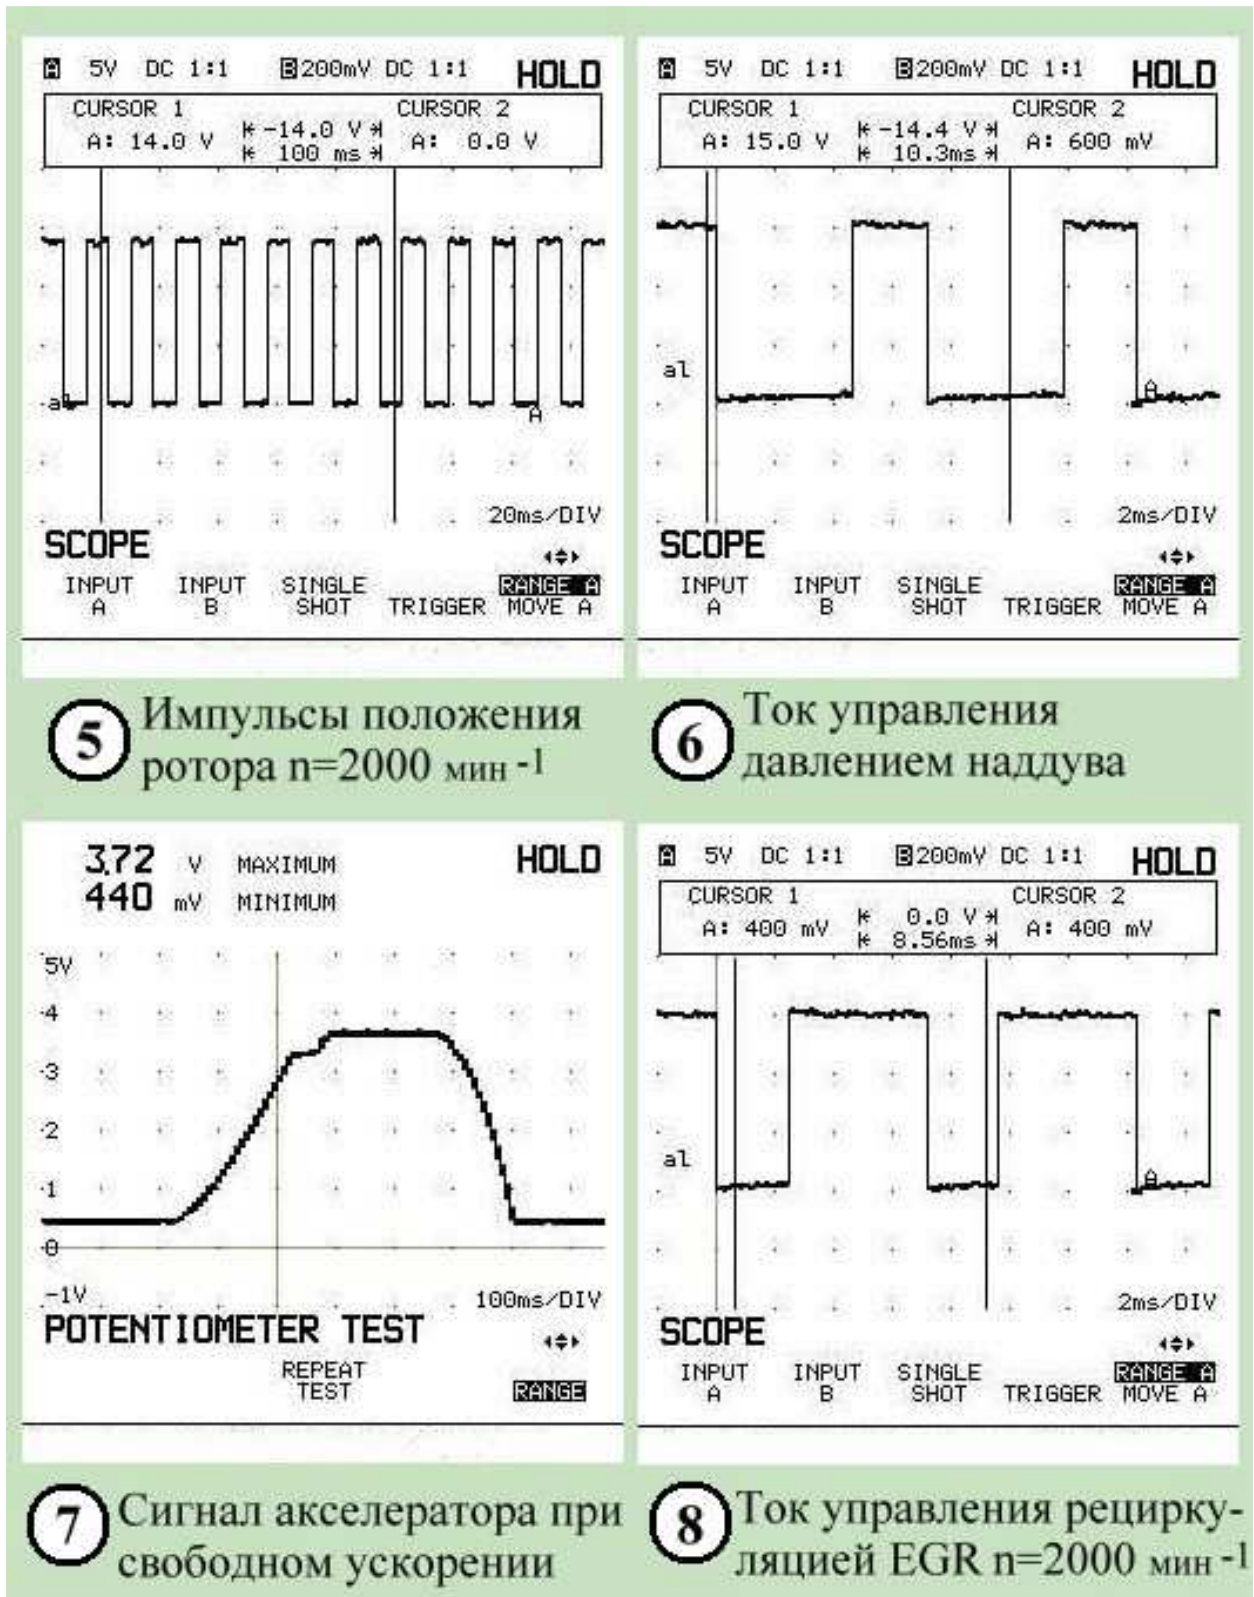 A 5V DC 1:1 B 200mV DC 1:1 HOLD
CURSOR 1 CURSOR 2
A: 14.0 V -14.0 V A: 0.0 V
100 ms
al
A
20ms/DIV
SCOPE
INPUT A INPUT B SINGLE SHOT TRIGGER RANGE A MOVE A
5 Импульсы положения
ротора n=2000 мин -1
A 5V DC 1:1 B 200mV DC 1:1 HOLD
CURSOR 1 CURSOR 2
A: 15.0 V -14.4 V A: 600 mV
10.3ms
al
A
2ms/DIV
SCOPE
INPUT A INPUT B SINGLE SHOT TRIGGER RANGE A MOVE A
6 Ток управления
давлением наддува
3.72 V MAXIMUM HOLD
440 mV MINIMUM
5V
4
3
2
1
0
-1V
100ms/DIV
POTENTIOMETER TEST
REPEAT TEST RANGE
7 Сигнал акселератора при
свободном ускорении
A 5V DC 1:1 B 200mV DC 1:1 HOLD
CURSOR 1 CURSOR 2
A: 400 mV 0.0 V A: 400 mV
8.56ms
al
A
2ms/DIV
SCOPE
INPUT A INPUT B SINGLE SHOT TRIGGER RANGE A MOVE A
8 Ток управления рецирку-
ляцией EGR n=2000 мин -1